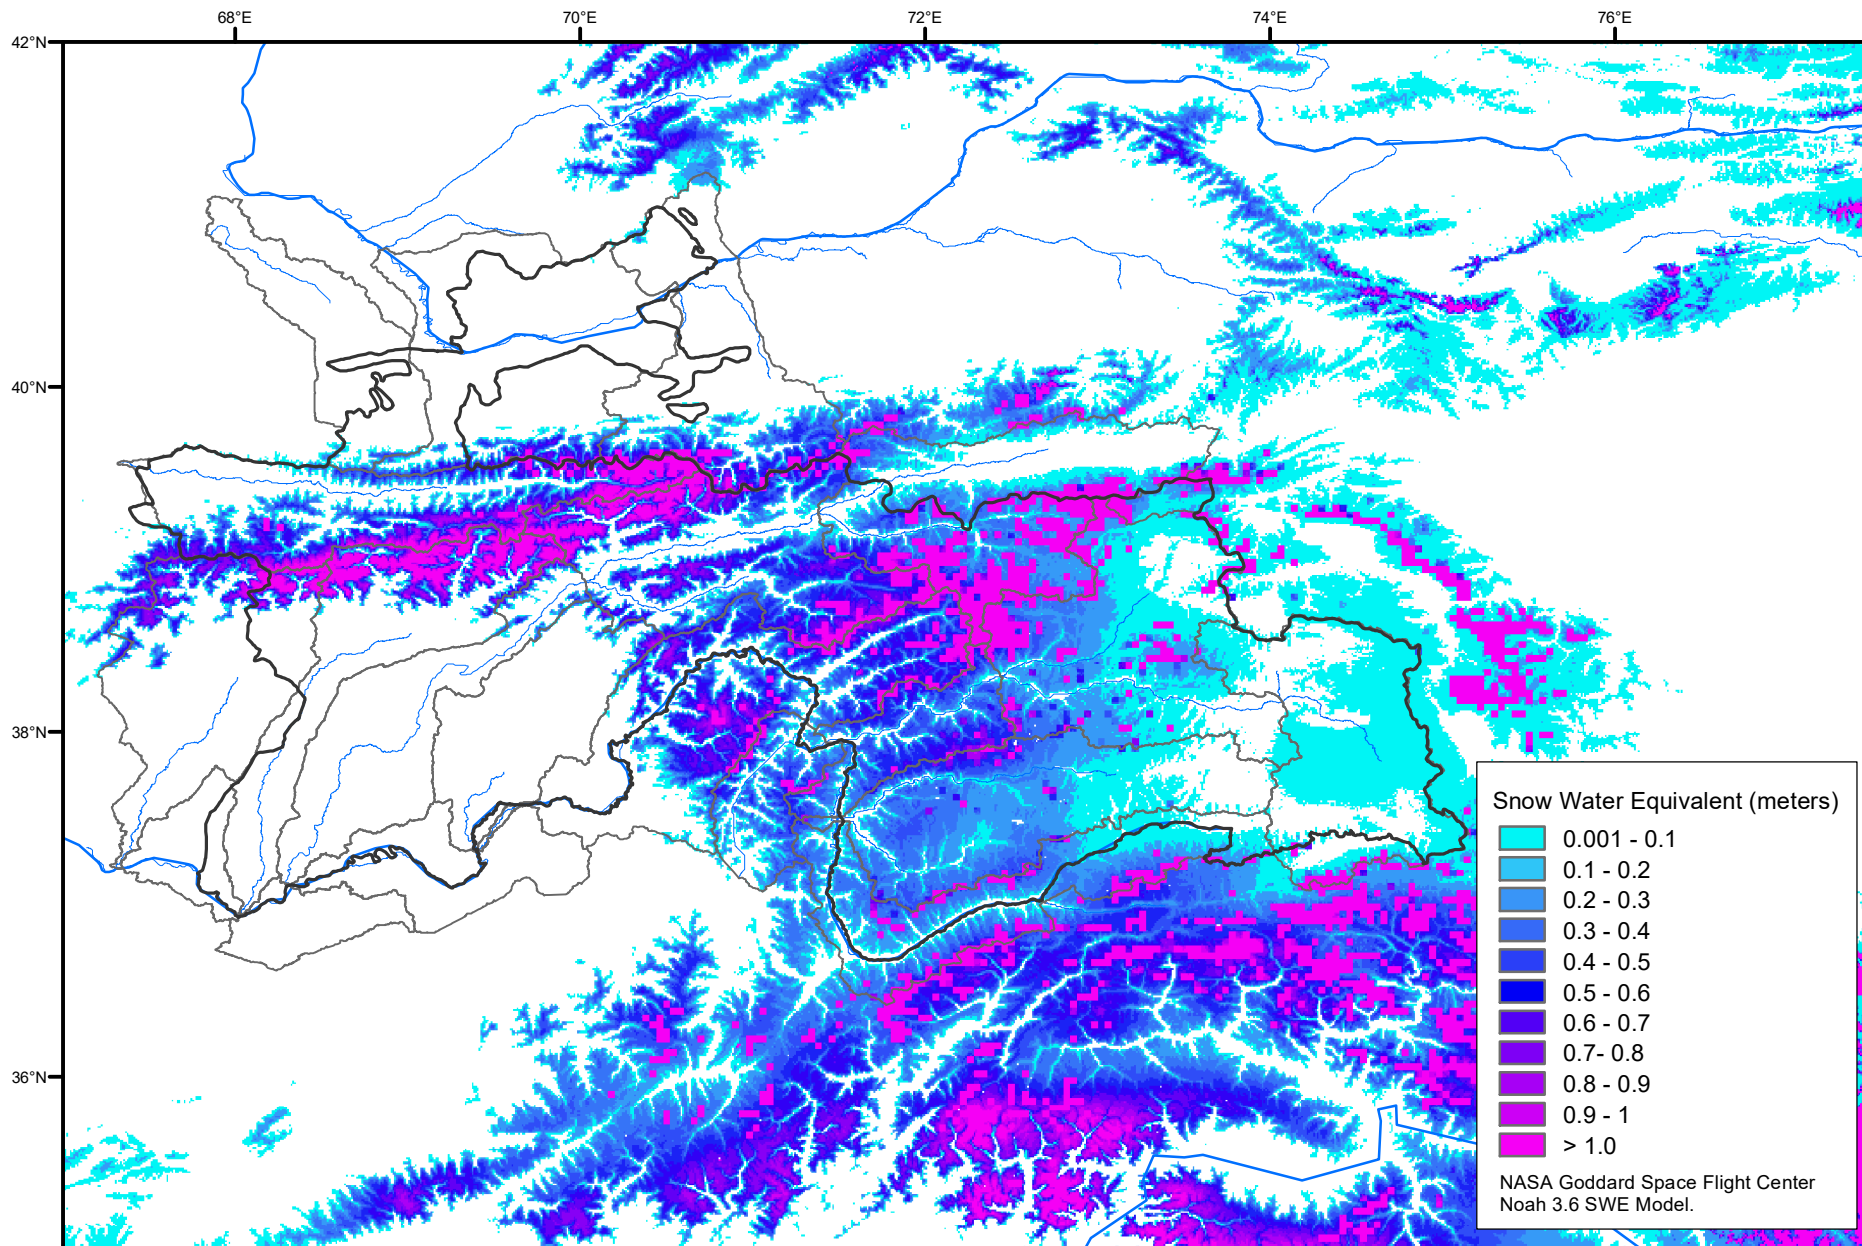 68°E
70°E
72°E
74°E
76°E
42°N
40°N
38°N
36°N
Snow Water Equivalent (meters)
0.001 - 0.1
0.1 - 0.2
0.2 - 0.3
0.3 - 0.4
0.4 - 0.5
0.5 - 0.6
0.6 - 0.7
0.7- 0.8
0.8 - 0.9
0.9 - 1
> 1.0
NASA Goddard Space Flight Center
Noah 3.6 SWE Model.